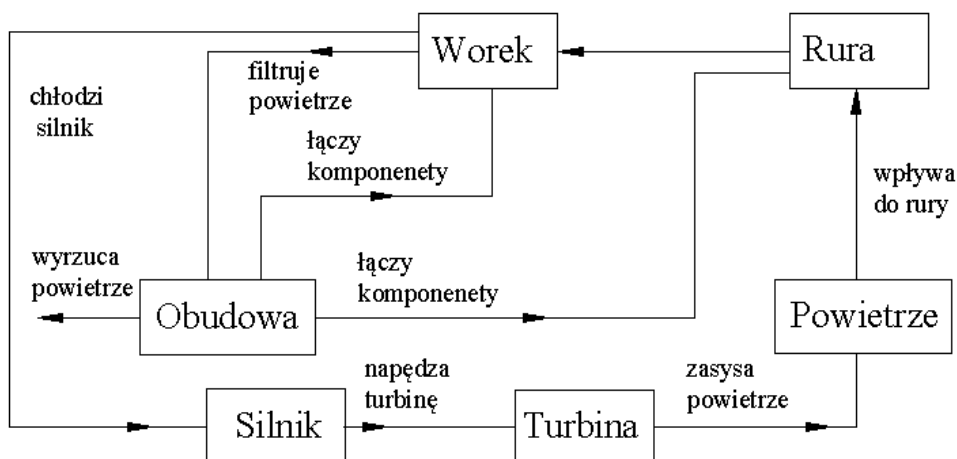 Worek
Rura
filtruje
powietrze
chłodzi
silnik
łączy
komponenety
wpływa
do rury
wyrzuca
powietrze
łączy
komponenety
Obudowa
Powietrze
napędza
turbinę
zasysa
powietrze
Silnik
Turbina